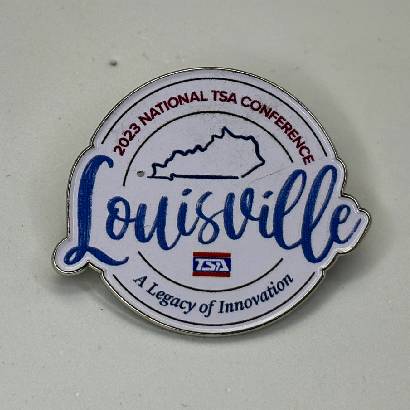 2023 NATIONAL TSA CONFERENCE
Louisville
TSA
A Legacy of Innovation